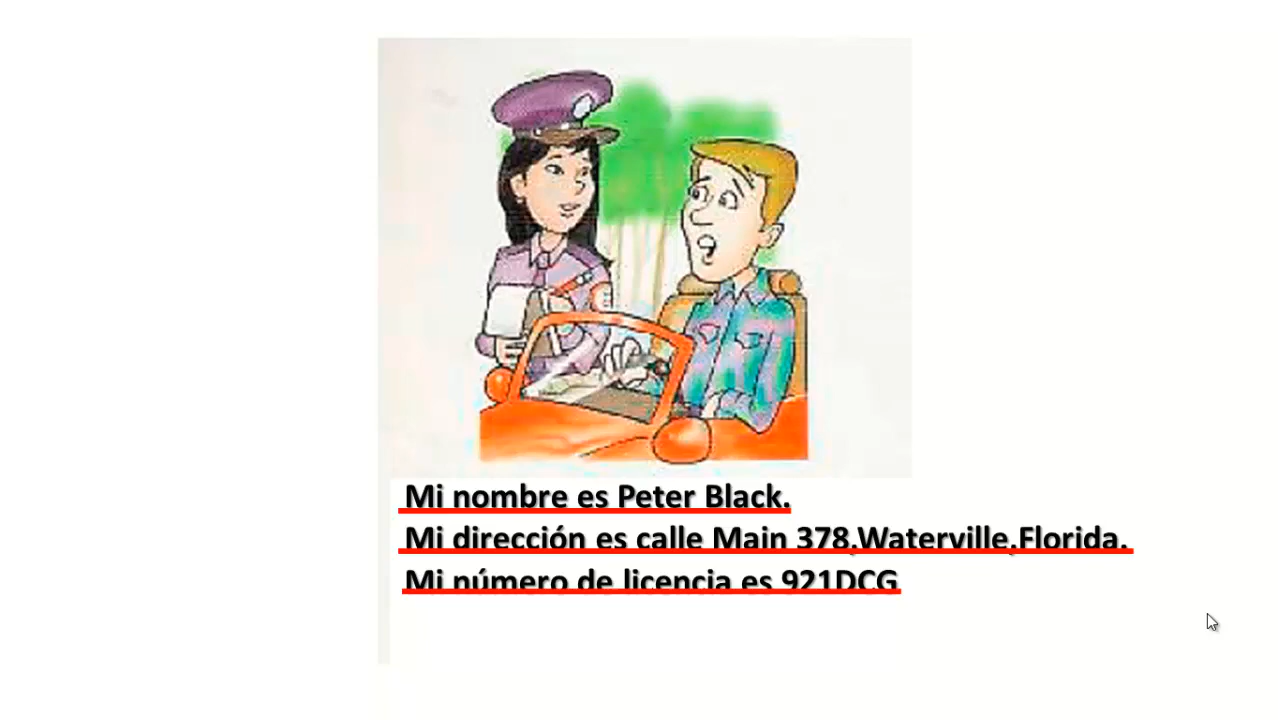 Mi nombre es Peter Black.
Mi dirección es calle Main 378,Waterville,Florida.
Mi número de licencia es 921DCG